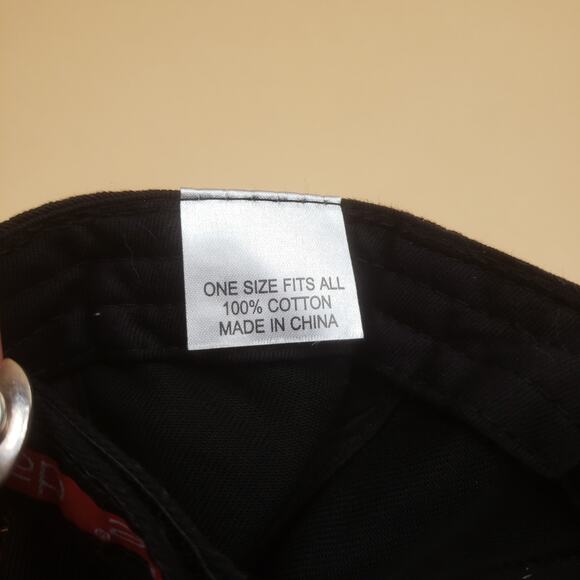 ONE SIZE FITS ALL
100% COTTON
MADE IN CHINA